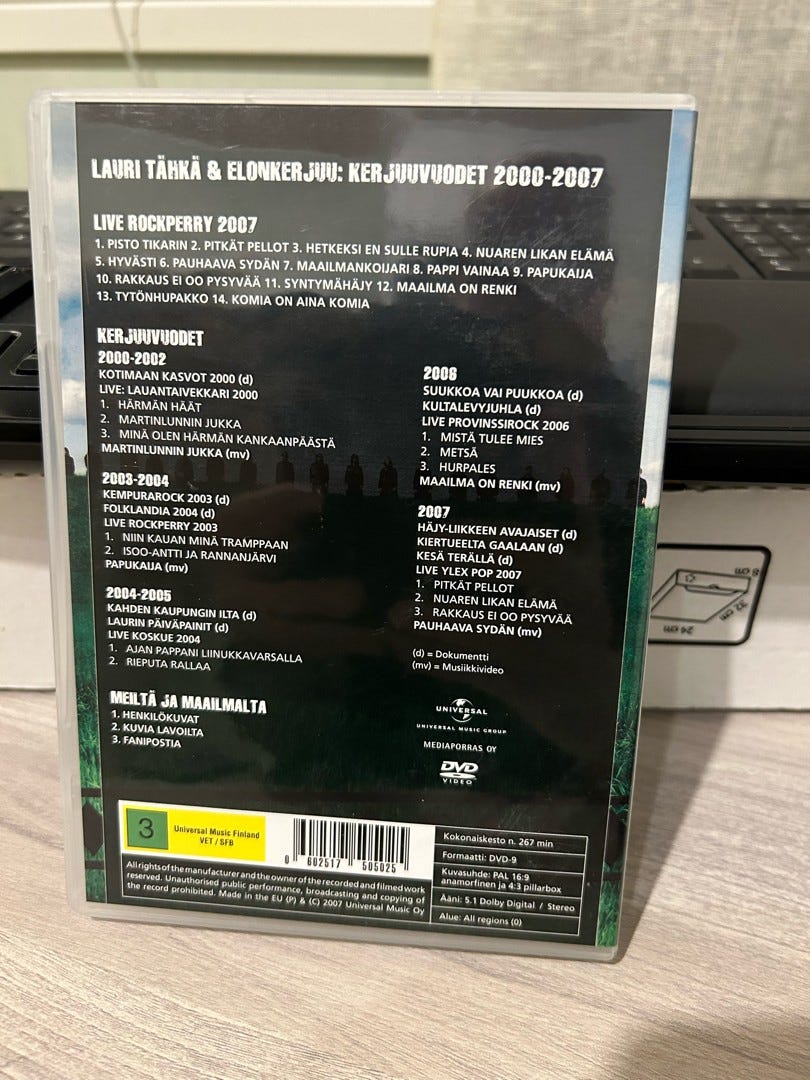 LAURI TÄHKÄ & ELONKERJUU: KERJUUVUODET 2000-2007
LIVE ROCKPERRY 2007
1. PISTO TIKARIN 2. PITKÄT PELLOT 3. HETKEKSI EN SULLE RUPIA 4. NUAREN LIKAN ELÄMÄ
5. HYVÄSTI 6. PAUHAAVA SYDÄN 7. MAAILMANKOIJARI 8. PAPPI VAINAA 9. PAPUKAIJA
10. RAKKAUS EI OO PYSYVÄÄ 11. SYNTYMÄHÄJY 12. MAAILMA ON RENKI
13. TYTÖNHUPAKKO 14. KOMIA ON AINA KOMIA
KERJUUVUODET
2000-2002
KOTIMAAN KASVOT 2000 (d)
LIVE: LAUANTAIVEKKARI 2000
1. HÄRMÄN HÄÄT
2. MARTINLUNNIN JUKKA
3. MINÄ OLEN HÄRMÄN KANKAANPÄÄSTÄ
MARTINLUNNIN JUKKA (mv)
2003-2004
KEMPURAROCK 2003 (d)
FOLKLANDIA 2004 (d)
LIVE ROCKPERRY 2003
1. NIIN KAUAN MINÄ TRAMPPAAN
2. ISOO-ANTTI JA RANNANJÄRVI
PAPUKAIJA (mv)
2004-2005
KAHDEN KAUPUNGIN ILTA (d)
LAURIN PÄIVÄPAINIT (d)
LIVE KOSKUE 2004
1. AJAN PAPPANI LIINUKKAVARSALLA
2. RIEPUTA RALLAA
MEILTÄ JA MAAILMALTA
1. HENKILÖKUVAT
2. KUVIA LAVOILTA
3. FANIPOSTIA
2006
SUUKKOA VAI PUUKKOA (d)
KULTALEVYJUHLA (d)
LIVE PROVINSSIROCK 2006
1. MISTÄ TULEE MIES
2. METSÄ
3. HURPALES
MAAILMA ON RENKI (mv)
2007
HÄJY-LIIKKEEN AVAJAISET (d)
KIERTUEELTA GAALAAN (d)
KESÄ TERÄLLÄ (d)
LIVE YLEX POP 2007
1. PITKÄT PELLOT
2. NUAREN LIKAN ELÄMÄ
3. RAKKAUS EI OO PYSYVÄÄ
PAUHAAVA SYDÄN (mv)
(d) = Dokumentti
(mv) = Musiikkivideo
UNIVERSAL
UNIVERSAL MUSIC GROUP
MEDIAPORRAS OY
DVD
VIDEO
3
Universal Music Finland
VET / SFB
0 602517 505025
All rights of the manufacturer and the owner of the recorded and filmed work
reserved. Unauthorised public performance, broadcasting and copying of
the record prohibited. Made in the EU (P) & (C) 2007 Universal Music Oy
Kokonaiskesto n. 267 min
Formaatti: DVD-9
Kuvasuhde: PAL 16:9
anamorfinen ja 4:3 pillarbox
Ääni: 5.1 Dolby Digital / Stereo
Alue: All regions (0)
8 cm
32 cm
24 cm